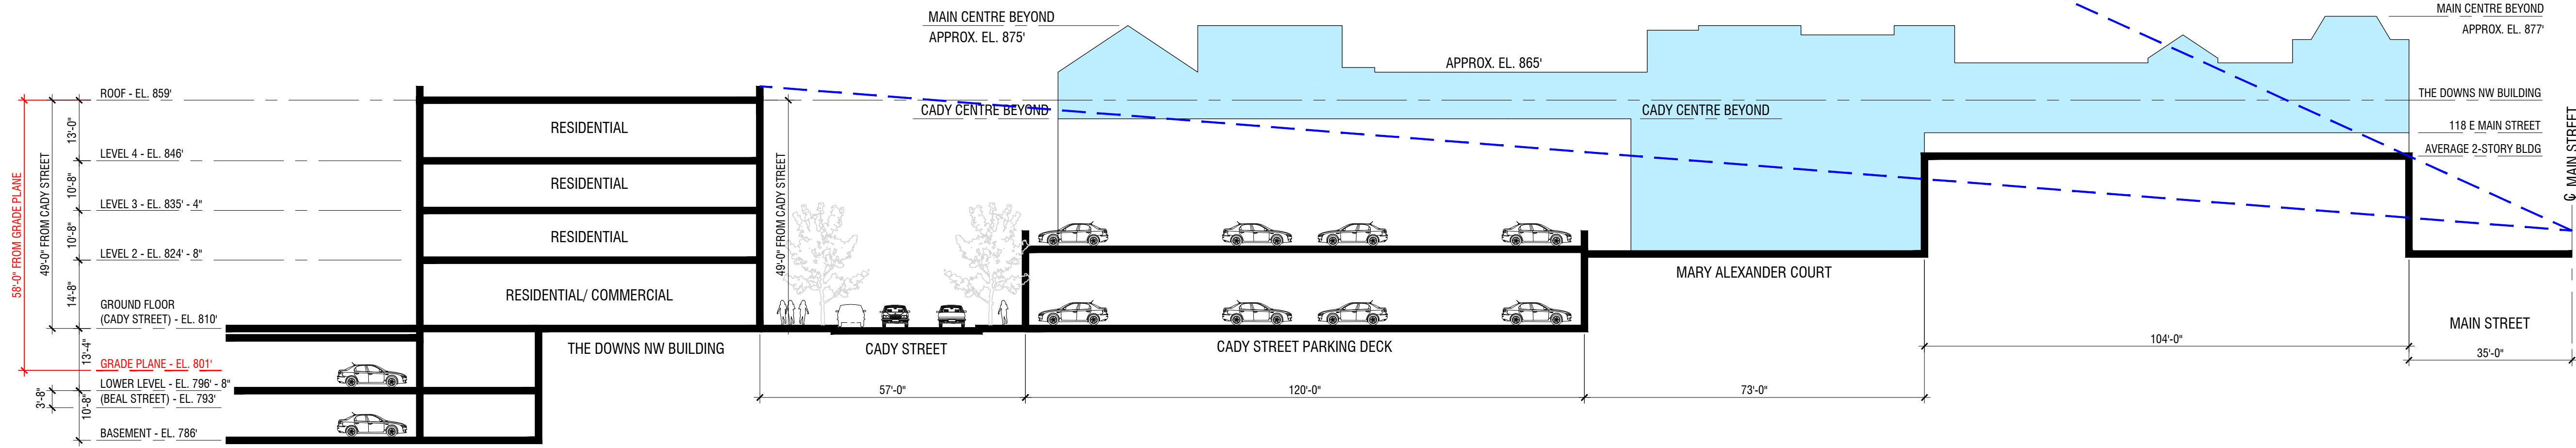 MAIN CENTRE BEYOND
APPROX. EL. 875'
MAIN CENTRE BEYOND
APPROX. EL. 877'
APPROX. EL. 865'
ROOF - EL. 859'
CADY CENTRE BEYOND
CADY CENTRE BEYOND
THE DOWNS NW BUILDING
118 E MAIN STREET
AVERAGE 2-STORY BLDG
LEVEL 4 - EL. 846'
LEVEL 3 - EL. 835' - 4"
LEVEL 2 - EL. 824' - 8"
GROUND FLOOR
(CADY STREET) - EL. 810'
GRADE PLANE - EL. 801'
LOWER LEVEL - EL. 796' - 8"
(BEAL STREET) - EL. 793'
BASEMENT - EL. 786'
58'-0" FROM GRADE PLANE
49'-0" FROM CADY STREET
13'-0"
10'-8"
10'-8"
14'-8"
13'-4"
10'-8"
3'-8"
RESIDENTIAL
RESIDENTIAL
RESIDENTIAL
RESIDENTIAL/ COMMERCIAL
49'-0" FROM CADY STREET
THE DOWNS NW BUILDING
CADY STREET
CADY STREET PARKING DECK
MARY ALEXANDER COURT
MAIN STREET
℄ MAIN STREET
57'-0"
120'-0"
73'-0"
104'-0"
35'-0"